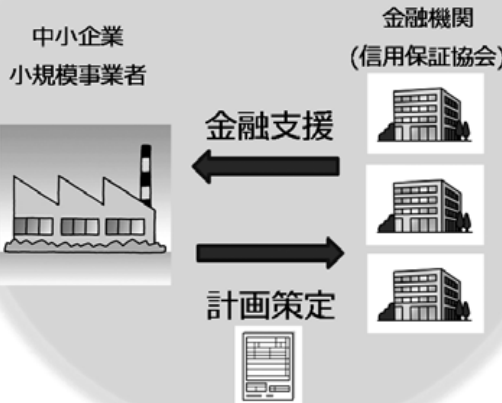 中小企業
小規模事業者
金融機関
(信用保証協会)
金融支援
計画策定